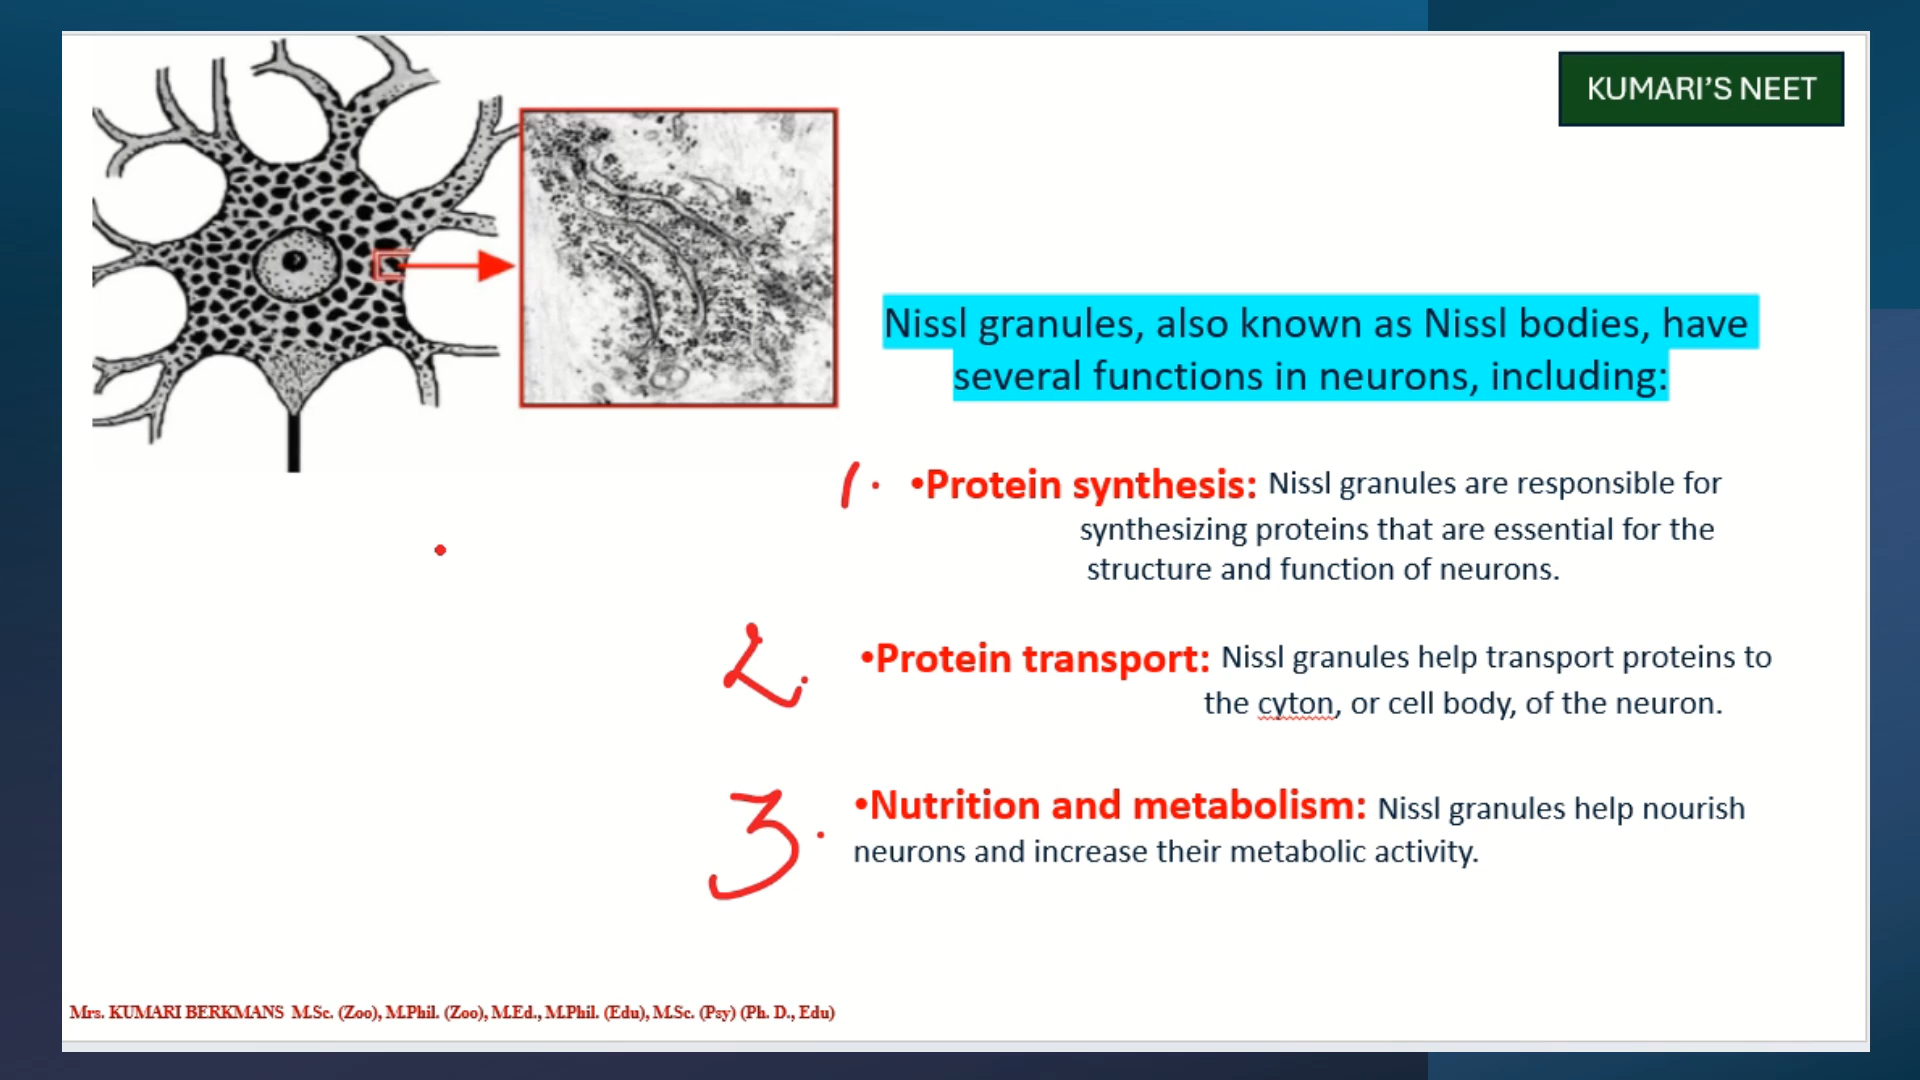 KUMARI'S NEET
Nissl granules, also known as Nissl bodies, have
several functions in neurons, including:
1. •Protein synthesis: Nissl granules are responsible for
synthesizing proteins that are essential for the
structure and function of neurons.
2. •Protein transport: Nissl granules help transport proteins to
the cyton, or cell body, of the neuron.
3. •Nutrition and metabolism: Nissl granules help nourish
neurons and increase their metabolic activity.
Mrs. KUMARI BERKMANS M.Sc. (Zoo), M.Phil. (Zoo), M.Ed., M.Phil. (Edu), M.Sc. (Psy) (Ph. D., Edu)